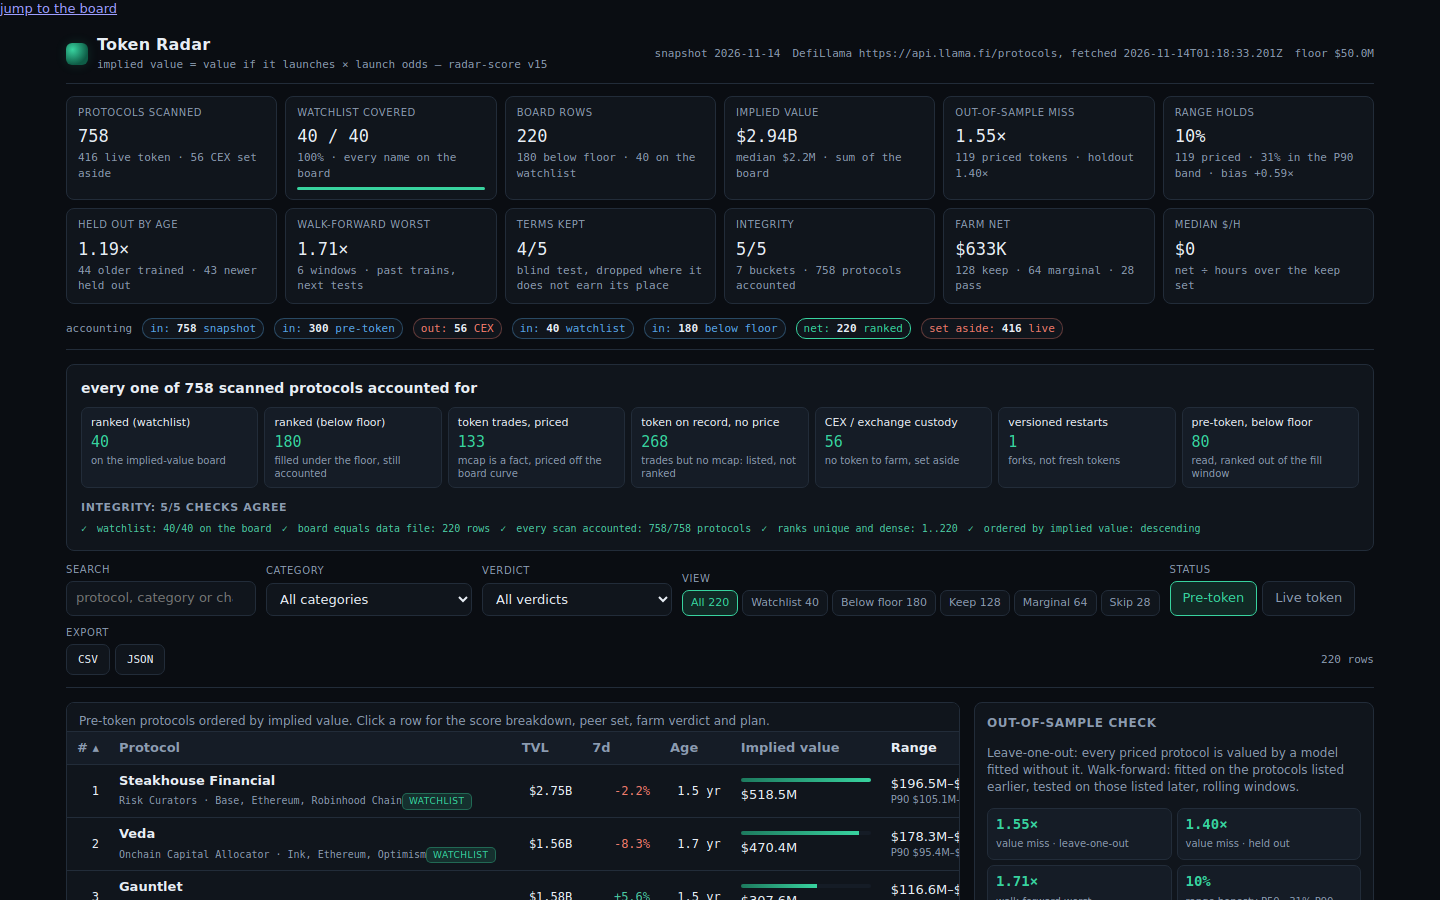 jump to the board
Token Radar
implied value = value if it launches × launch odds — radar-score v15
snapshot 2026-11-14 DefiLlama https://api.llama.fi/protocols, fetched 2026-11-14T01:18:33.201Z floor $50.0M
PROTOCOLS SCANNED
758
416 live token · 56 CEX set
aside
WATCHLIST COVERED
40 / 40
100% · every name on the
board
BOARD ROWS
220
180 below floor · 40 on the
watchlist
IMPLIED VALUE
$2.94B
median $2.2M · sum of the
board
OUT-OF-SAMPLE MISS
1.55×
119 priced tokens · holdout
1.40×
RANGE HOLDS
10%
119 priced · 31% in the P90
band · bias +0.59×
HELD OUT BY AGE
1.19×
44 older trained · 43 newer
held out
WALK-FORWARD WORST
1.71×
6 windows · past trains,
next tests
TERMS KEPT
4/5
blind test, dropped where it
does not earn its place
INTEGRITY
5/5
7 buckets · 758 protocols
accounted
FARM NET
$633K
128 keep · 64 marginal · 28
pass
MEDIAN $/H
$0
net ÷ hours over the keep
set
accounting in: 758 snapshot in: 300 pre-token out: 56 CEX in: 40 watchlist in: 180 below floor net: 220 ranked set aside: 416 live
every one of 758 scanned protocols accounted for
ranked (watchlist)
40
on the implied-value board
ranked (below floor)
180
filled under the floor, still
accounted
token trades, priced
133
mcap is a fact, priced off the
board curve
token on record, no price
268
trades but no mcap: listed, not
ranked
CEX / exchange custody
56
no token to farm, set aside
versioned restarts
1
forks, not fresh tokens
pre-token, below floor
80
read, ranked out of the fill
window
INTEGRITY: 5/5 CHECKS AGREE
✓ watchlist: 40/40 on the board ✓ board equals data file: 220 rows ✓ every scan accounted: 758/758 protocols ✓ ranks unique and dense: 1..220 ✓ ordered by implied value: descending
SEARCH
protocol, category or ch
CATEGORY
All categories
VERDICT
All verdicts
VIEW
All 220 Watchlist 40 Below floor 180 Keep 128 Marginal 64 Skip 28
STATUS
Pre-token Live token
EXPORT
CSV JSON
220 rows
Pre-token protocols ordered by implied value. Click a row for the score breakdown, peer set, farm verdict and plan.
# ▲ Protocol TVL 7d Age Implied value Range
1 Steakhouse Financial $2.75B -2.2% 1.5 yr $518.5M $196.5M–$
Risk Curators · Base, Ethereum, Robinhood Chain WATCHLIST P90 $105.1M–
2 Veda $1.56B -8.3% 1.7 yr $470.4M $178.3M–$
Onchain Capital Allocator · Ink, Ethereum, Optimism WATCHLIST P90 $95.4M–$
3 Gauntlet $1.58B +5.6% 1.5 yr $307.6M $116.6M–$
OUT-OF-SAMPLE CHECK
Leave-one-out: every priced protocol is valued by a model
fitted without it. Walk-forward: fitted on the protocols listed
earlier, tested on those listed later, rolling windows.
1.55×
value miss · leave-one-out
1.40×
value miss · held out
1.71×
10%